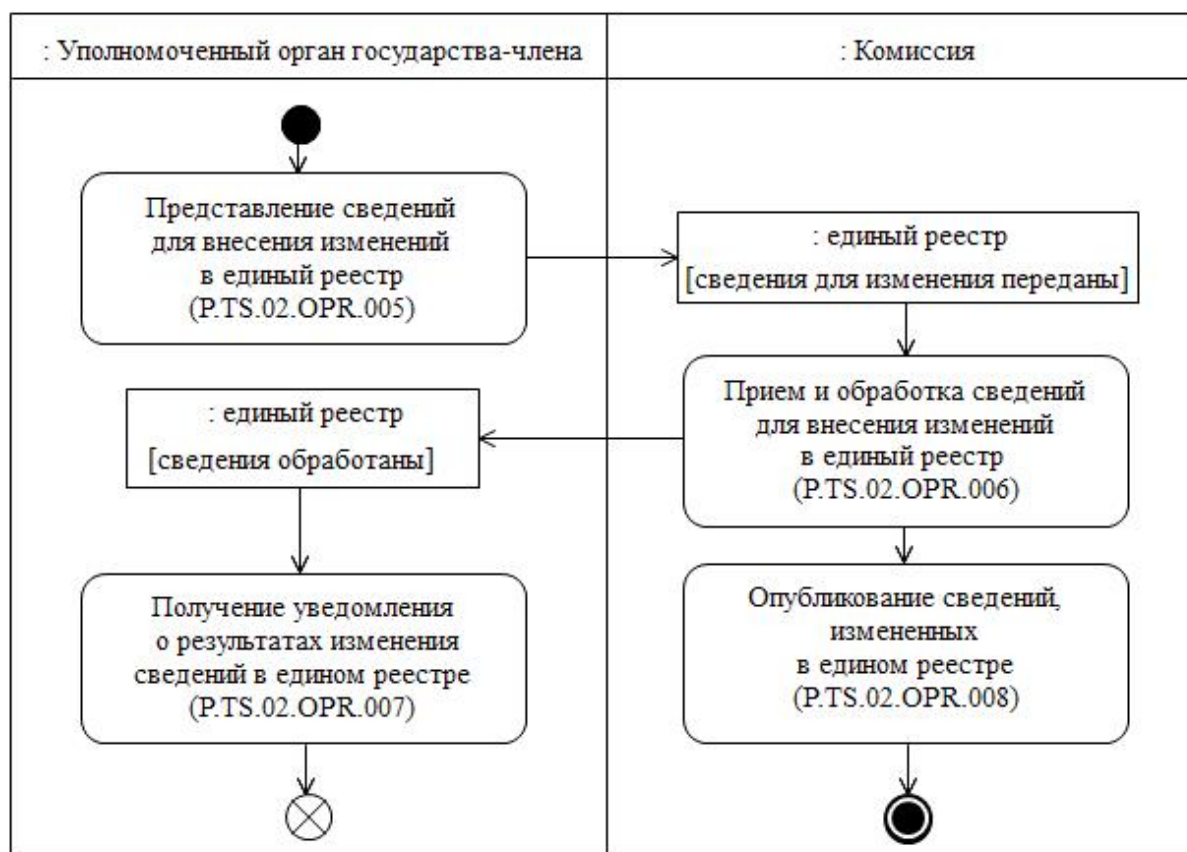 : Уполномоченный орган государства-члена
: Комиссия
Представление сведений
для внесения изменений
в единый реестр
(P.TS.02.OPR.005)
: единый реестр
[сведения для изменения переданы]
Прием и обработка сведений
для внесения изменений
в единый реестр
(P.TS.02.OPR.006)
: единый реестр
[сведения обработаны]
Получение уведомления
о результатах изменения
сведений в едином реестре
(P.TS.02.OPR.007)
Опубликование сведений,
измененных
в едином реестре
(P.TS.02.OPR.008)